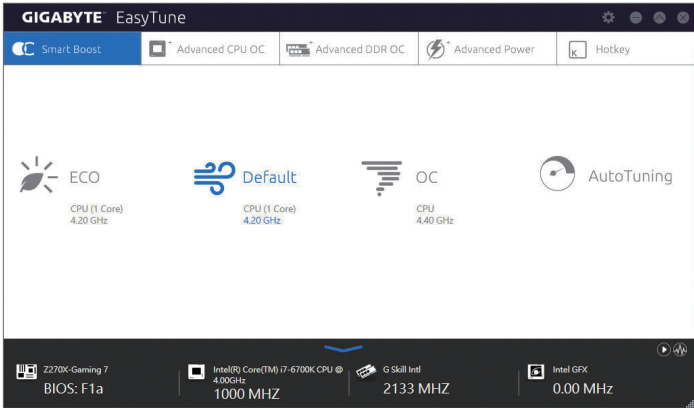 GIGABYTE™ EasyTune
Smart Boost
Advanced CPU OC
Advanced DDR OC
Advanced Power
K
Hotkey
ECO
CPU (1 Core)
4.20 GHz
Default
CPU (1 Core)
4.20 GHz
OC
CPU
4.40 GHz
AutoTuning
Z270X-Gaming 7
BIOS: F1a
Intel(R) Core(TM) i7-6700K CPU @
4.00GHz
1000 MHZ
G Skill Intl
2133 MHZ
Intel GFX
0.00 MHz